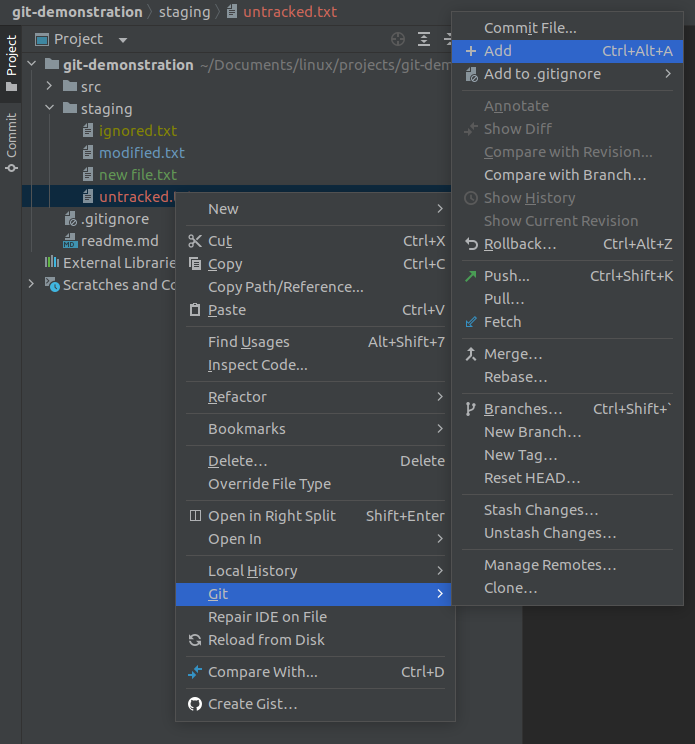 git-demonstration staging untracked.txt
Project
Commit
Project
git-demonstration ~/Documents/linux/projects/git-dem
src
staging
ignored.txt
modified.txt
new file.txt
untracked.
.gitignore
readme.md
External Librarie
Scratches and Co
New
Cut Ctrl+X
Copy Ctrl+C
Copy Path/Reference...
Paste Ctrl+V
Find Usages Alt+Shift+7
Inspect Code...
Refactor
Bookmarks
Delete... Delete
Override File Type
Open in Right Split Shift+Enter
Open In
Local History
Git
Repair IDE on File
Reload from Disk
Compare With... Ctrl+D
Create Gist...
Commit File...
Add Ctrl+Alt+A
Add to .gitignore
Annotate
Show Diff
Compare with Revision...
Compare with Branch...
Show History
Show Current Revision
Rollback... Ctrl+Alt+Z
Push... Ctrl+Shift+K
Pull...
Fetch
Merge...
Rebase...
Branches... Ctrl+Shift+`
New Branch...
New Tag...
Reset HEAD...
Stash Changes...
Unstash Changes...
Manage Remotes...
Clone...